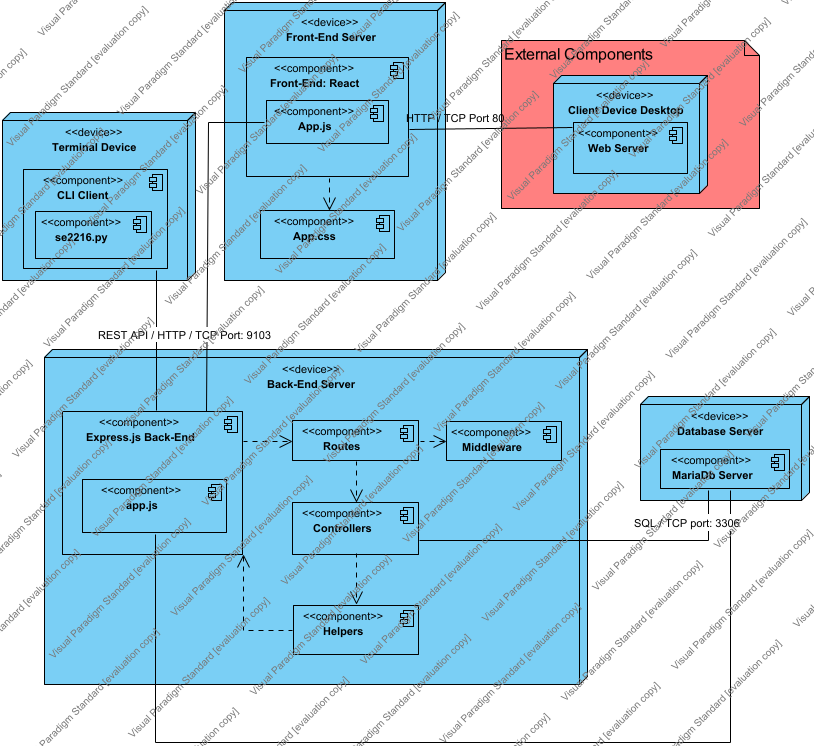 <<device>>
Front-End Server
<<component>>
Front-End: React
<<component>>
App.js
<<component>>
App.css
External Components
<<device>>
Client Device Desktop
<<component>>
Web Server
HTTP / TCP Port 80
<<device>>
Terminal Device
<<component>>
CLI Client
<<component>>
se2216.py
REST API / HTTP / TCP Port: 9103
<<device>>
Back-End Server
<<component>>
Express.js Back-End
<<component>>
app.js
<<component>>
Routes
<<component>>
Middleware
<<component>>
Controllers
<<component>>
Helpers
<<device>>
Database Server
<<component>>
MariaDb Server
SQL / TCP port: 3306
Visual Paradigm Standard [evaluation copy]